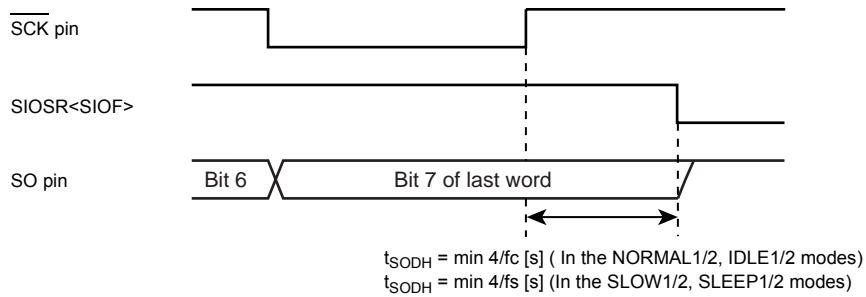 SCK pin
SIOSR<SIOF>
SO pin
Bit 6
Bit 7 of last word
tSODH = min 4/fc [s] ( In the NORMAL1/2, IDLE1/2 modes)
tSODH = min 4/fs [s] (In the SLOW1/2, SLEEP1/2 modes)